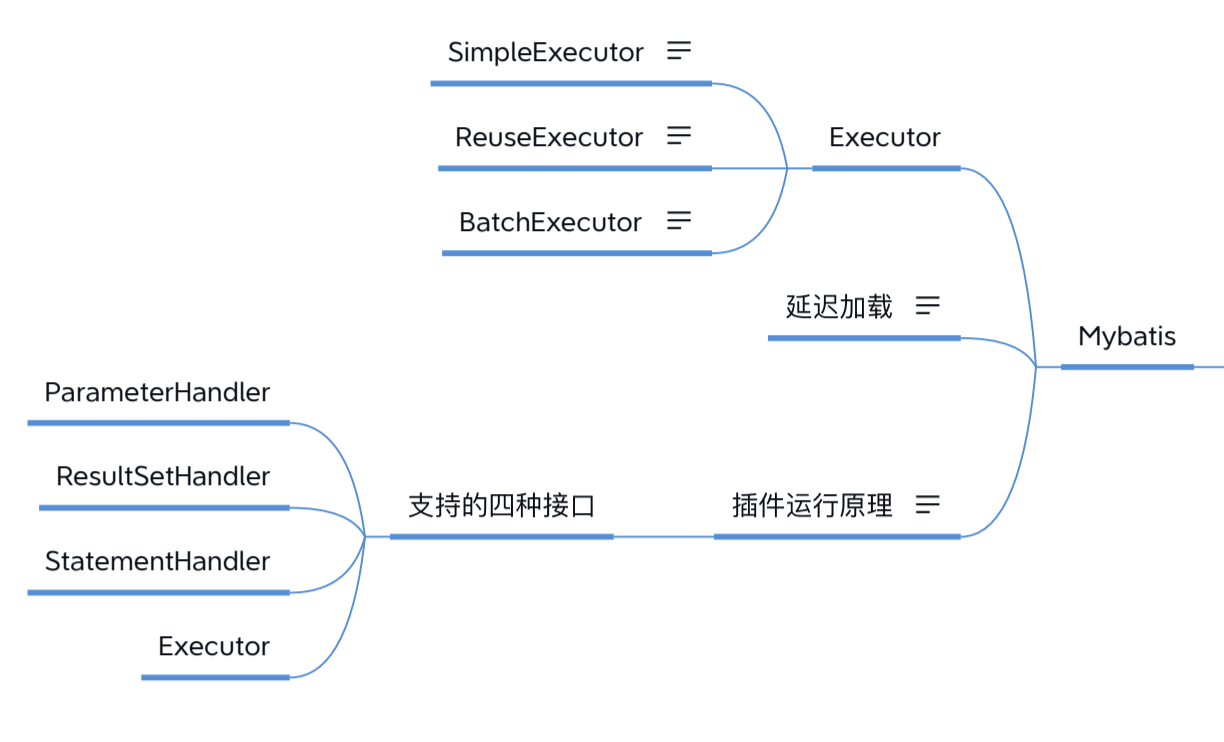 SimpleExecutor
ReuseExecutor
Executor
BatchExecutor
延迟加载
Mybatis
ParameterHandler
ResultSetHandler
支持的四种接口
插件运行原理
StatementHandler
Executor